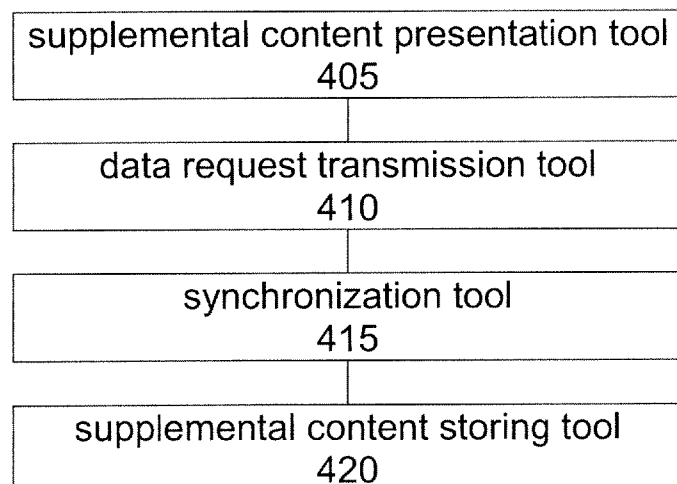 supplemental content presentation tool
405
data request transmission tool
410
synchronization tool
415
supplemental content storing tool
420